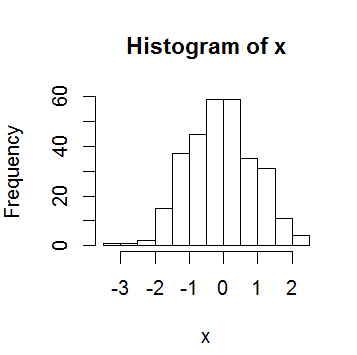 Histogram of x
Frequency
60
40
20
0
-3 -2 -1 0 1 2
x